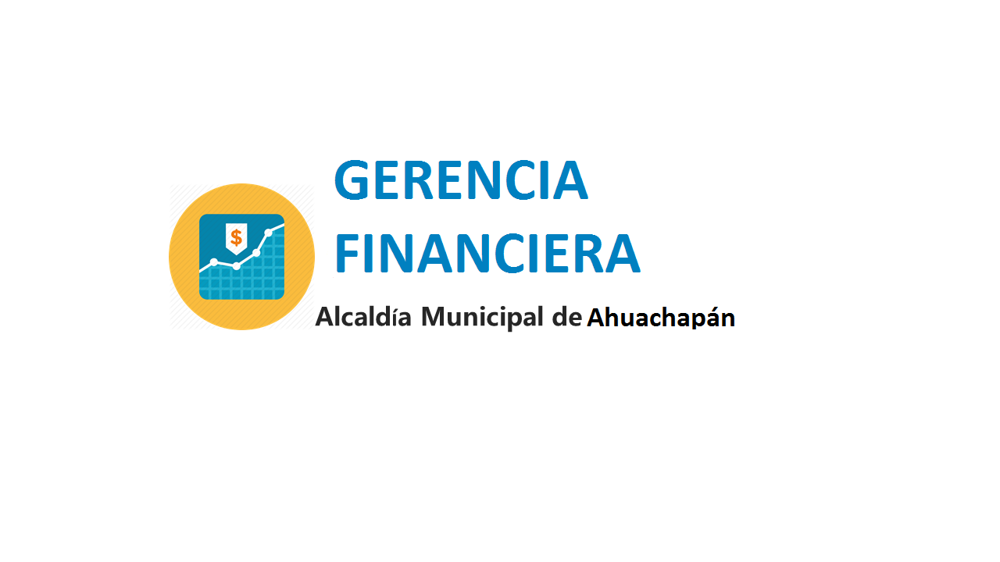 GERENCIA
FINANCIERA
$
Alcaldía Municipal de Ahuachapán